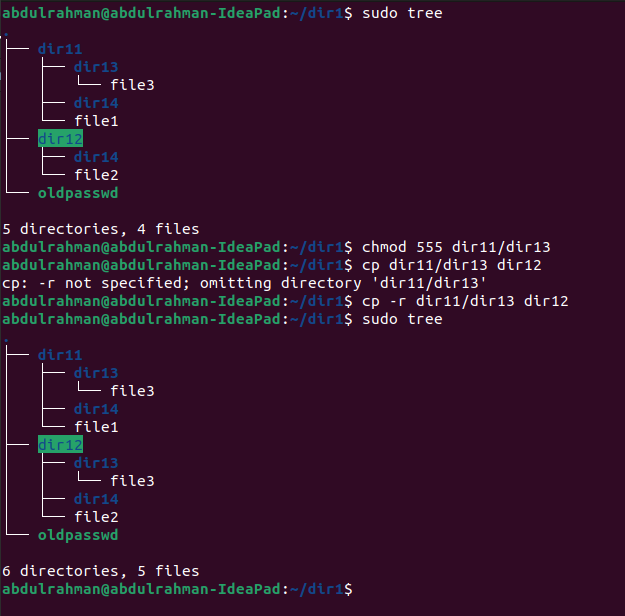 abdulrahman@abdulrahman-IdeaPad:~/dir1$ sudo tree
.
├── dir11
│   ├── dir13
│   │   └── file3
│   ├── dir14
│   └── file1
├── dir12
│   ├── dir14
│   └── file2
└── oldpasswd
5 directories, 4 files
abdulrahman@abdulrahman-IdeaPad:~/dir1$ chmod 555 dir11/dir13
abdulrahman@abdulrahman-IdeaPad:~/dir1$ cp dir11/dir13 dir12
cp: -r not specified; omitting directory 'dir11/dir13'
abdulrahman@abdulrahman-IdeaPad:~/dir1$ cp -r dir11/dir13 dir12
abdulrahman@abdulrahman-IdeaPad:~/dir1$ sudo tree
.
├── dir11
│   ├── dir13
│   │   └── file3
│   ├── dir14
│   └── file1
├── dir12
│   ├── dir13
│   │   └── file3
│   ├── dir14
│   └── file2
└── oldpasswd
6 directories, 5 files
abdulrahman@abdulrahman-IdeaPad:~/dir1$